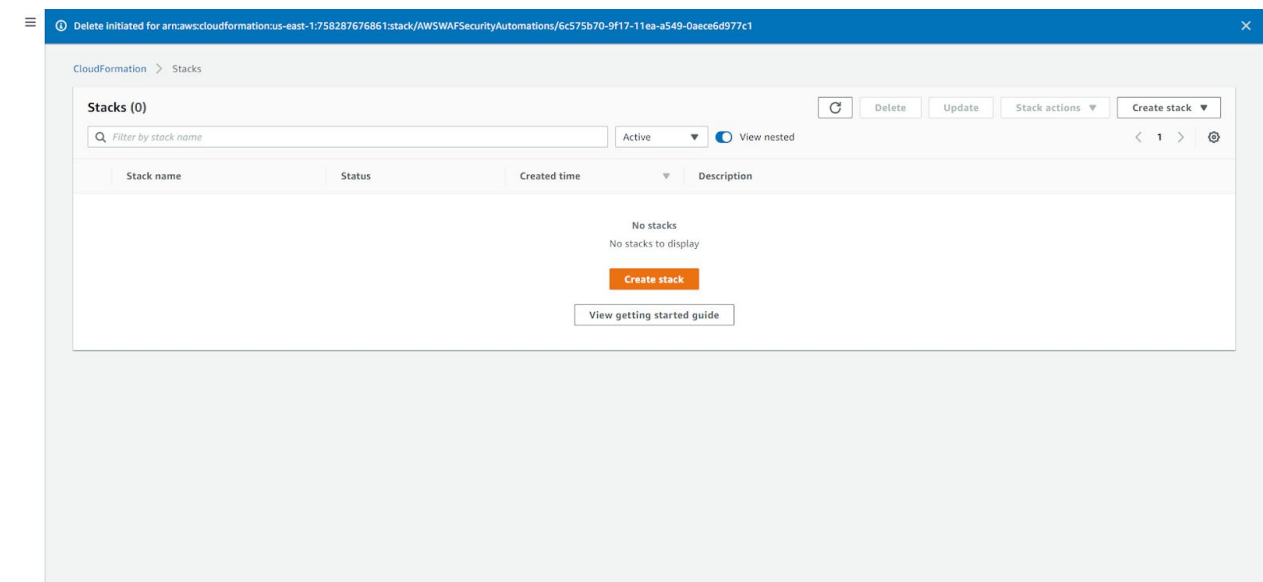 Delete initiated for arn:aws:cloudformation:us-east-1:758287676861:stack/AWSWAFSecurityAutomations/6c575b70-9f17-11ea-a549-0aece6d977c1
CloudFormation > Stacks
Stacks (0)
Delete Update Stack actions Create stack
Filter by stack name Active View nested < 1 >
Stack name Status Created time Description
No stacks
No stacks to display
Create stack
View getting started guide